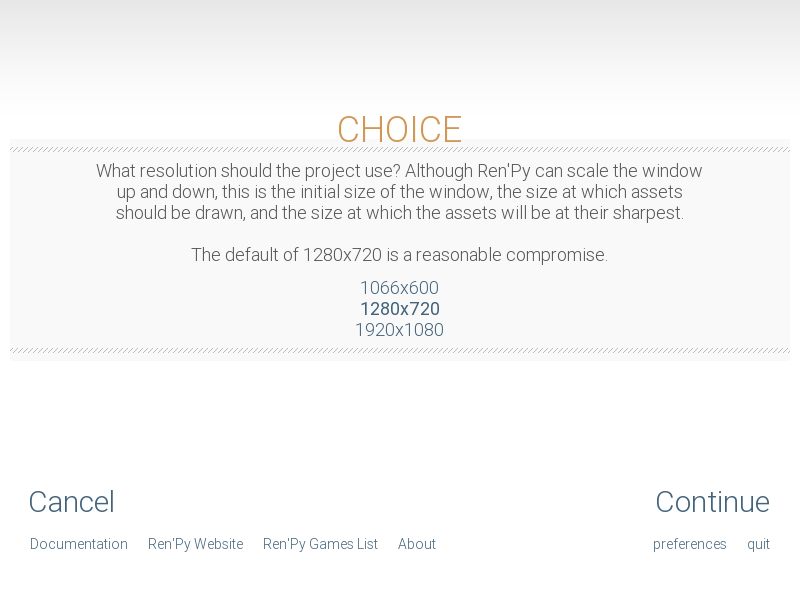 CHOICE
What resolution should the project use? Although Ren'Py can scale the window
up and down, this is the initial size of the window, the size at which assets
should be drawn, and the size at which the assets will be at their sharpest.
The default of 1280x720 is a reasonable compromise.
1066x600
1280x720
1920x1080
Cancel
Continue
Documentation
Ren'Py Website
Ren'Py Games List
About
preferences
quit